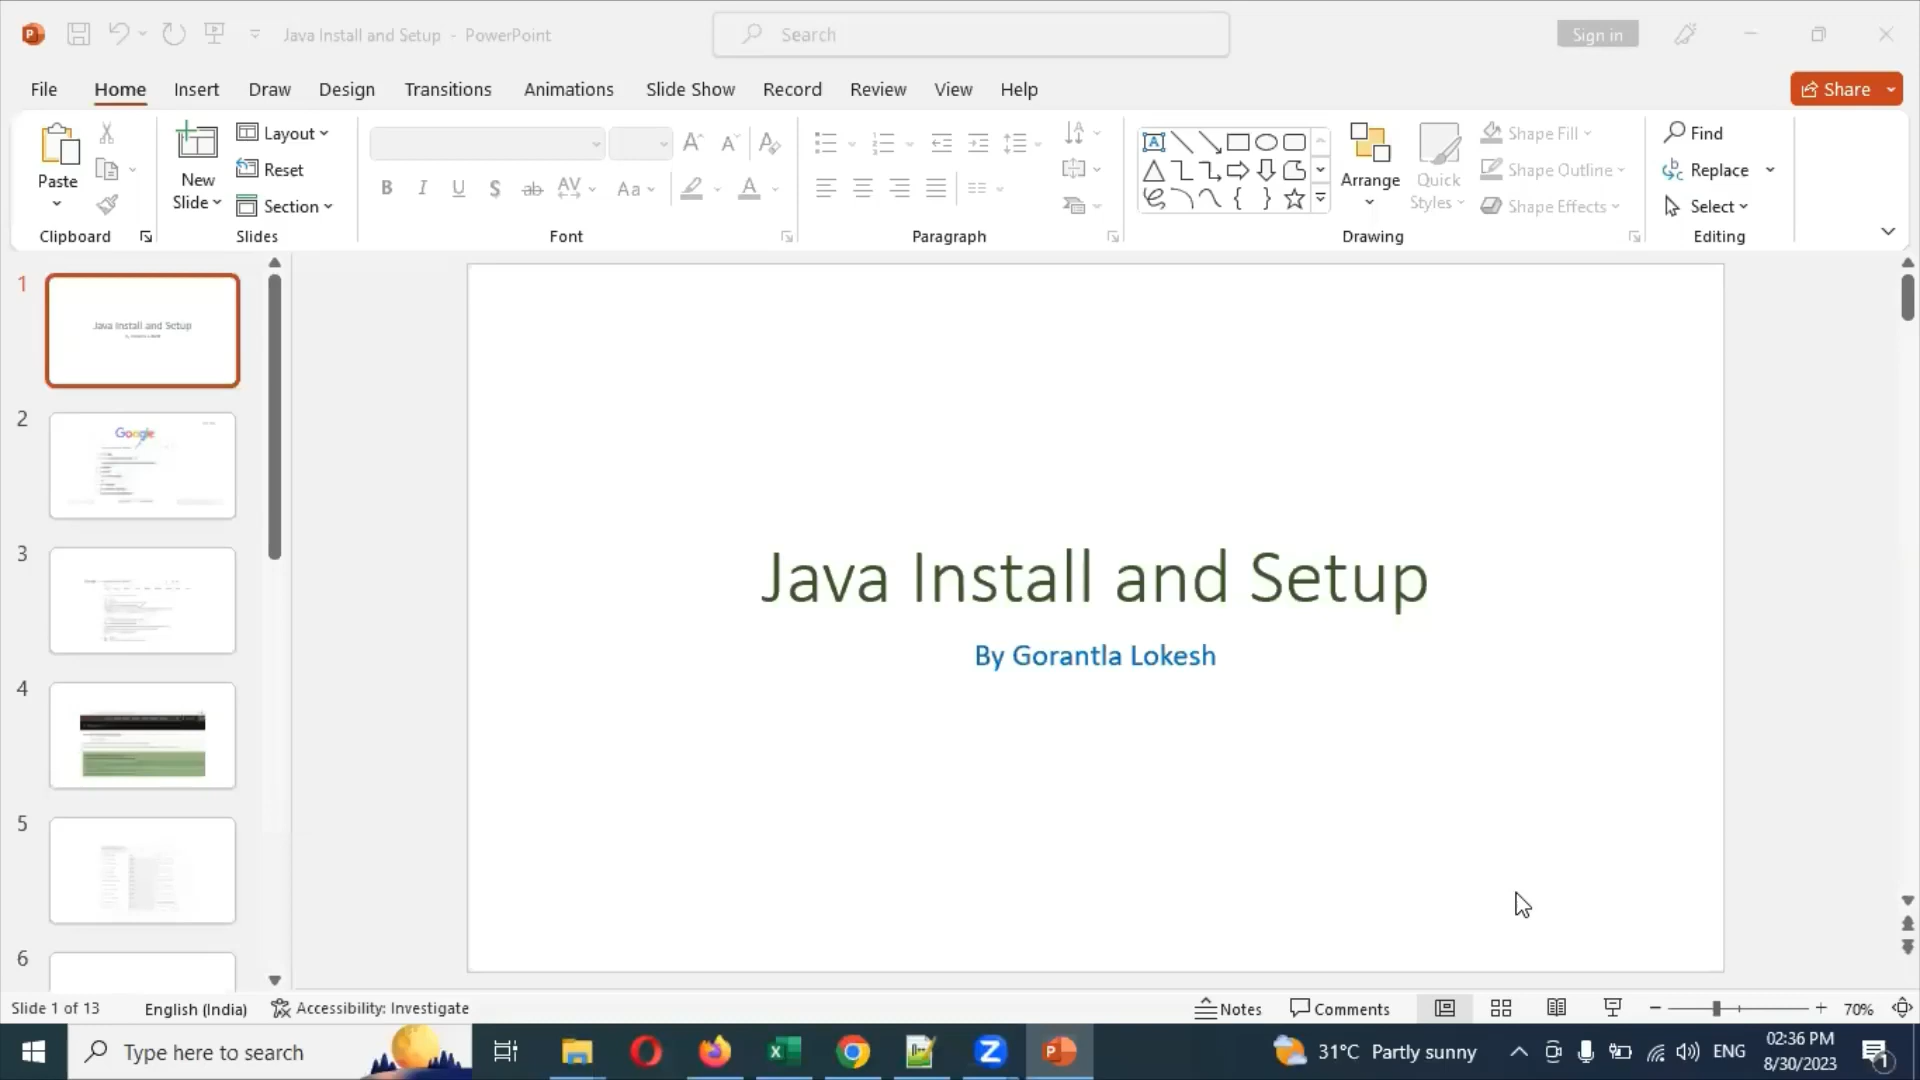 Java Install and Setup - PowerPoint
Search
Sign in
File Home Insert Draw Design Transitions Animations Slide Show Record Review View Help
Share
Paste
New Slide
Layout
Reset
Section
Arrange
Quick Styles
Shape Fill
Shape Outline
Shape Effects
Find
Replace
Select
Clipboard Slides Font Paragraph Drawing Editing
1
Java Install and Setup
2
Google
3
4
5
6
Java Install and Setup
By Gorantla Lokesh
Slide 1 of 13 English (India) Accessibility: Investigate Notes Comments 70%
Type here to search
31°C Partly sunny
ENG
02:36 PM
8/30/2023
1